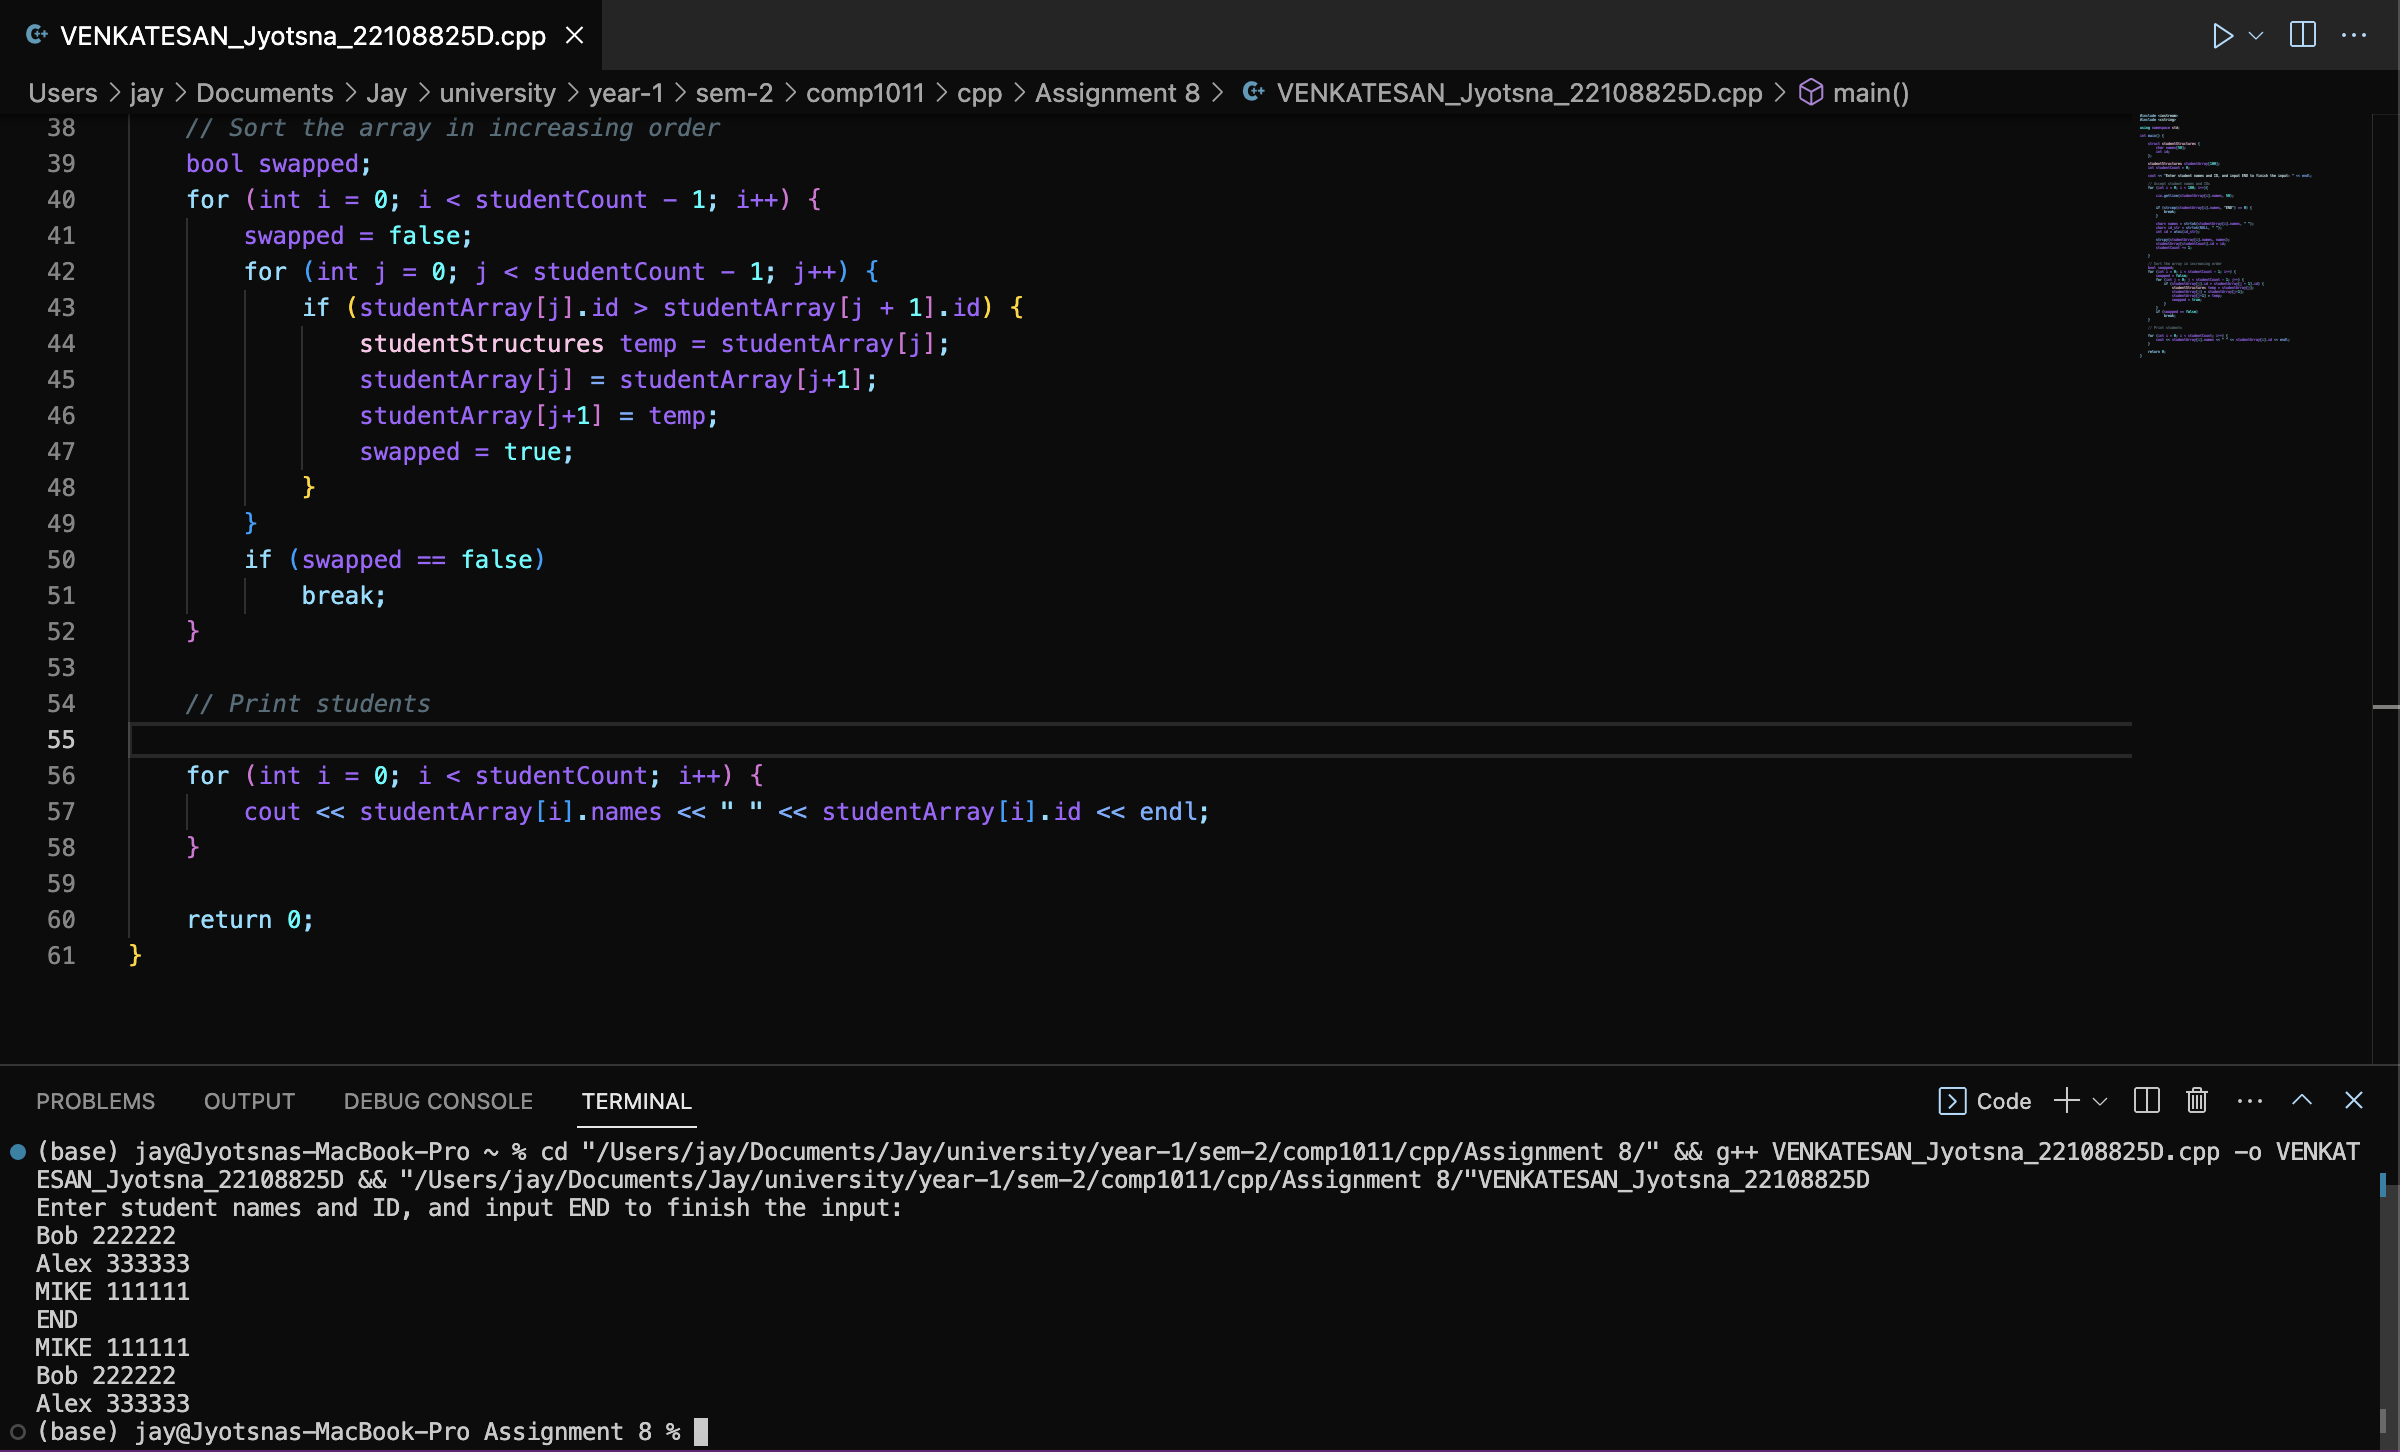 VENKATESAN_Jyotsna_22108825D.cpp
Users > jay > Documents > Jay > university > year-1 > sem-2 > comp1011 > cpp > Assignment 8 > VENKATESAN_Jyotsna_22108825D.cpp > main()
38 // Sort the array in increasing order
39 bool swapped;
40 for (int i = 0; i < studentCount - 1; i++) {
41 swapped = false;
42 for (int j = 0; j < studentCount - 1; j++) {
43 if (studentArray[j].id > studentArray[j + 1].id) {
44 studentStructures temp = studentArray[j];
45 studentArray[j] = studentArray[j+1];
46 studentArray[j+1] = temp;
47 swapped = true;
48 }
49 }
50 if (swapped == false)
51 break;
52 }
53
54 // Print students
55
56 for (int i = 0; i < studentCount; i++) {
57 cout << studentArray[i].names << " " << studentArray[i].id << endl;
58 }
59
60 return 0;
61 }
PROBLEMS OUTPUT DEBUG CONSOLE TERMINAL Code
(base) jay@Jyotsnas-MacBook-Pro ~ % cd "/Users/jay/Documents/Jay/university/year-1/sem-2/comp1011/cpp/Assignment 8/" && g++ VENKATESAN_Jyotsna_22108825D.cpp -o VENKAT
ESAN_Jyotsna_22108825D && "/Users/jay/Documents/Jay/university/year-1/sem-2/comp1011/cpp/Assignment 8/"VENKATESAN_Jyotsna_22108825D
Enter student names and ID, and input END to finish the input:
Bob 222222
Alex 333333
MIKE 111111
END
MIKE 111111
Bob 222222
Alex 333333
(base) jay@Jyotsnas-MacBook-Pro Assignment 8 %